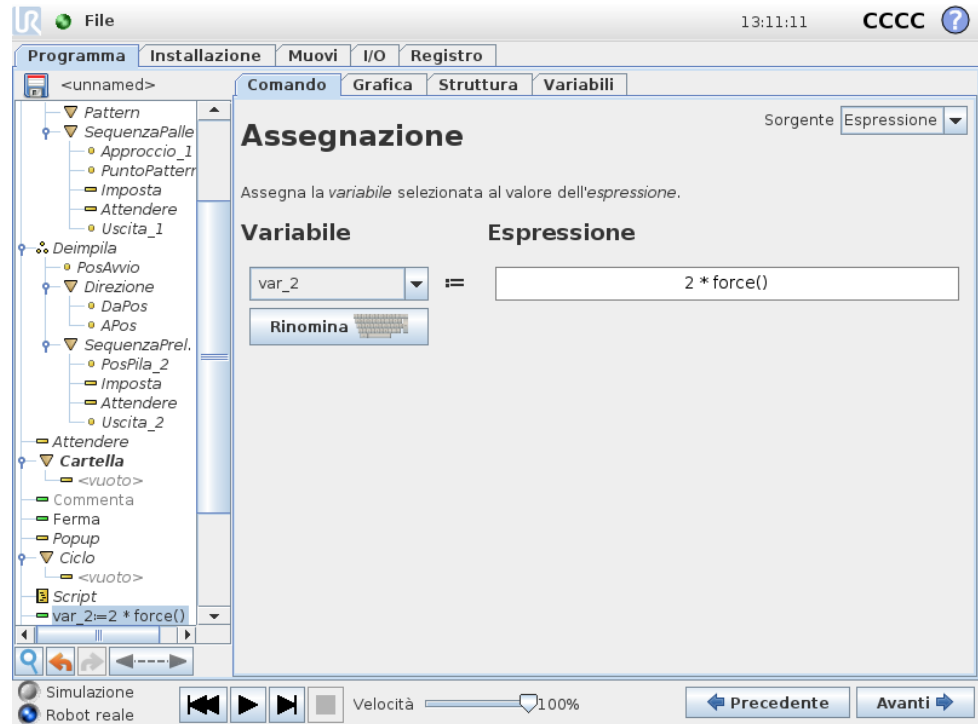 UR File 13:11:11 CCCC ?
Programma Installazione Muovi I/O Registro
<unnamed> Comando Grafica Struttura Variabili
Pattern
SequenzaPalle
Approccio_1
PuntoPattern
Imposta
Attendere
Uscita_1
Deimpila
PosAvvio
Direzione
DaPos
APos
SequenzaPrel.
PosPila_2
Imposta
Attendere
Uscita_2
Attendere
Cartella
<vuoto>
Commenta
Ferma
Popup
Ciclo
<vuoto>
Script
var_2:=2 * force()
Assegnazione
Sorgente Espressione
Assegna la variabile selezionata al valore dell'espressione.
Variabile Espressione
var_2 := 2 * force()
Rinomina
Simulazione
Robot reale
Velocità 100%
Precedente Avanti